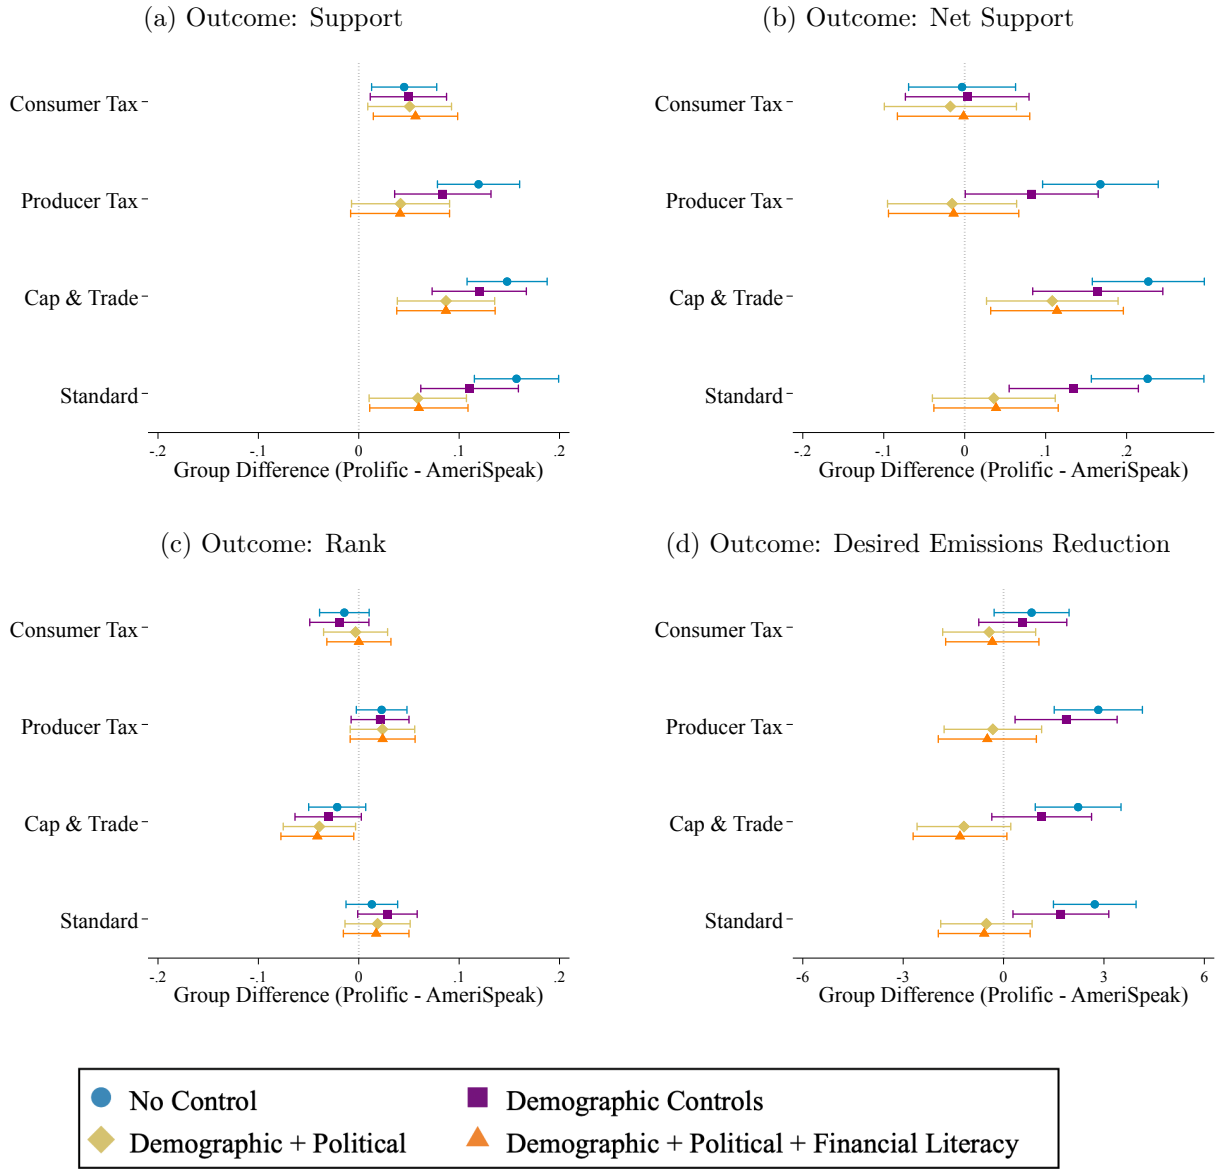 (a) Outcome: Support
Consumer Tax
Producer Tax
Cap & Trade
Standard
-.2 -.1 0 .1 .2
Group Difference (Prolific - AmeriSpeak)
(b) Outcome: Net Support
Consumer Tax
Producer Tax
Cap & Trade
Standard
-.2 -.1 0 .1 .2
Group Difference (Prolific - AmeriSpeak)
(c) Outcome: Rank
Consumer Tax
Producer Tax
Cap & Trade
Standard
-.2 -.1 0 .1 .2
Group Difference (Prolific - AmeriSpeak)
(d) Outcome: Desired Emissions Reduction
Consumer Tax
Producer Tax
Cap & Trade
Standard
-6 -3 0 3 6
Group Difference (Prolific - AmeriSpeak)
No Control
Demographic Controls
Demographic + Political
Demographic + Political + Financial Literacy